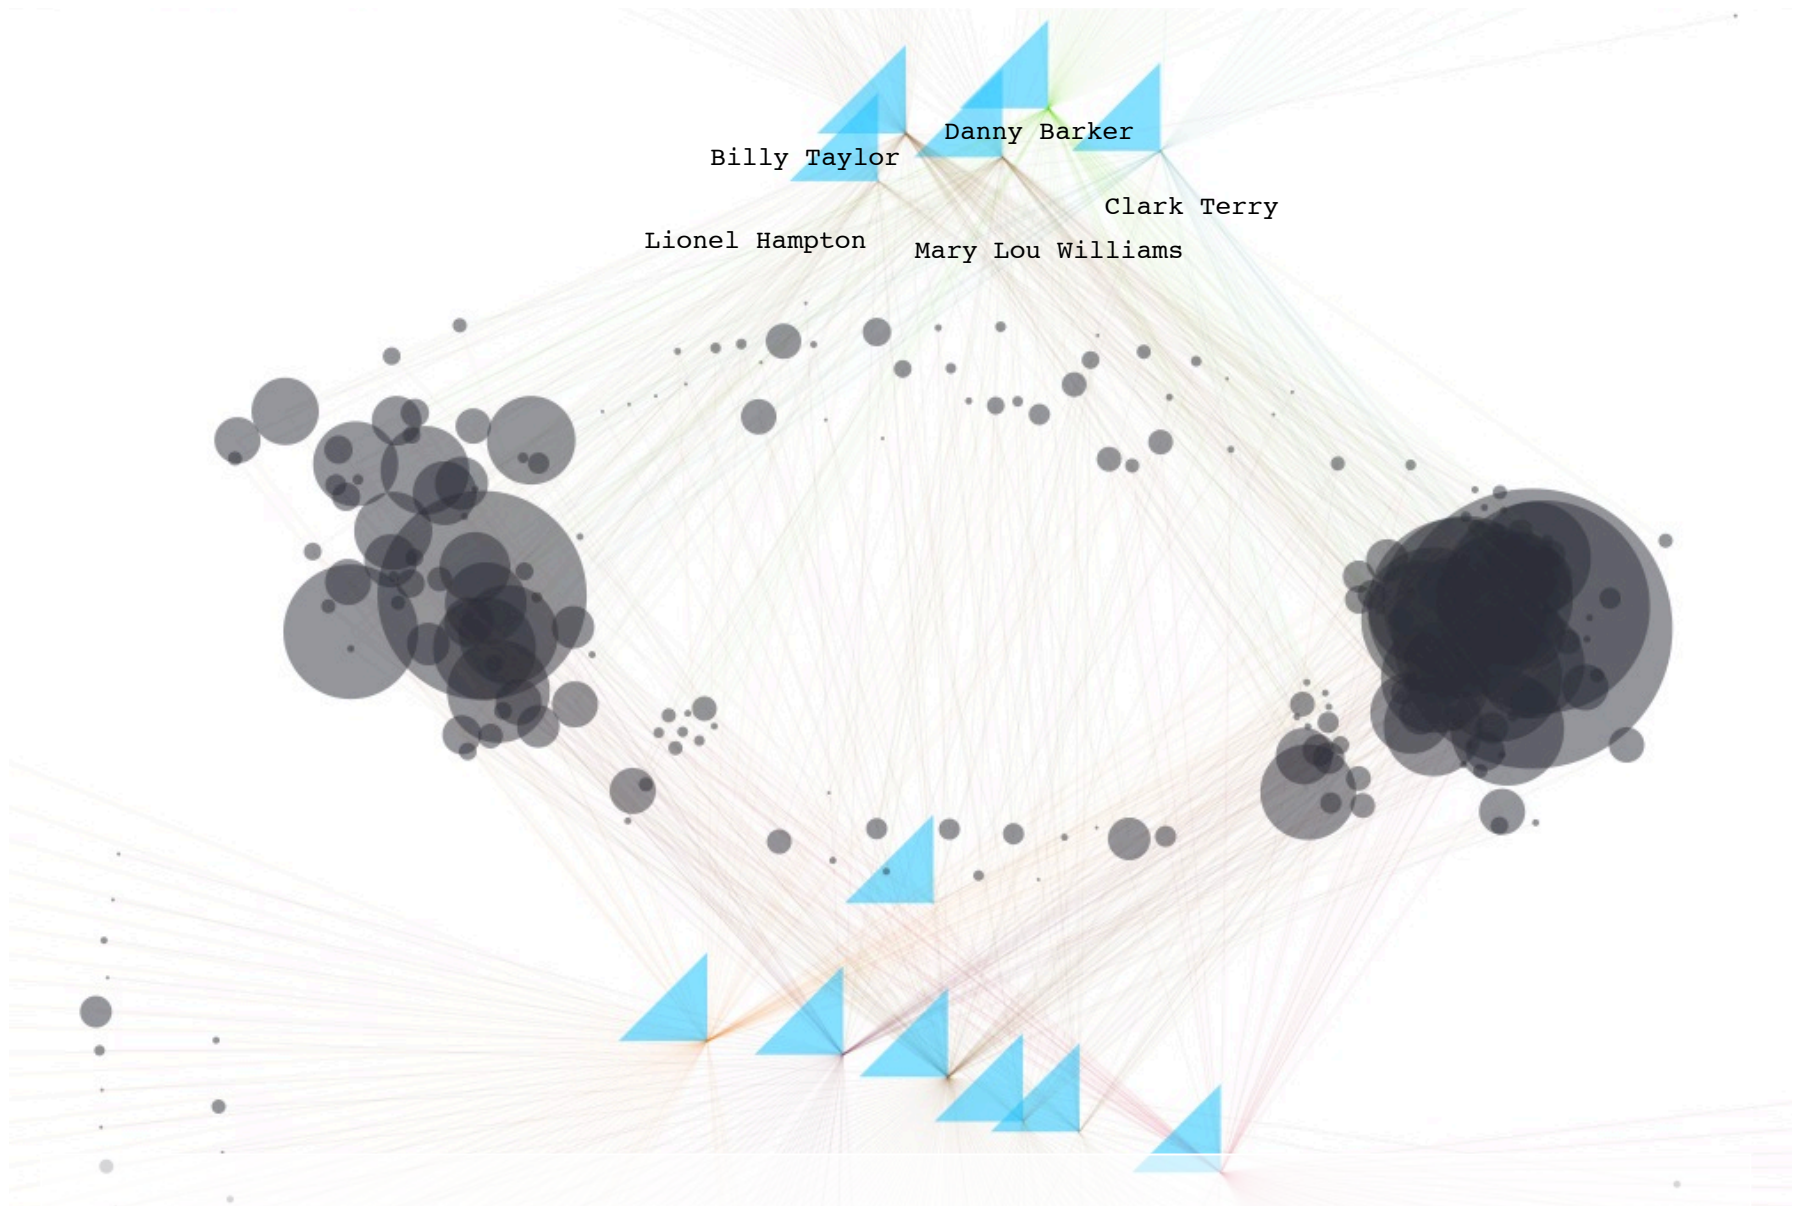 Danny Barker
Billy Taylor
Clark Terry
Lionel Hampton
Mary Lou Williams